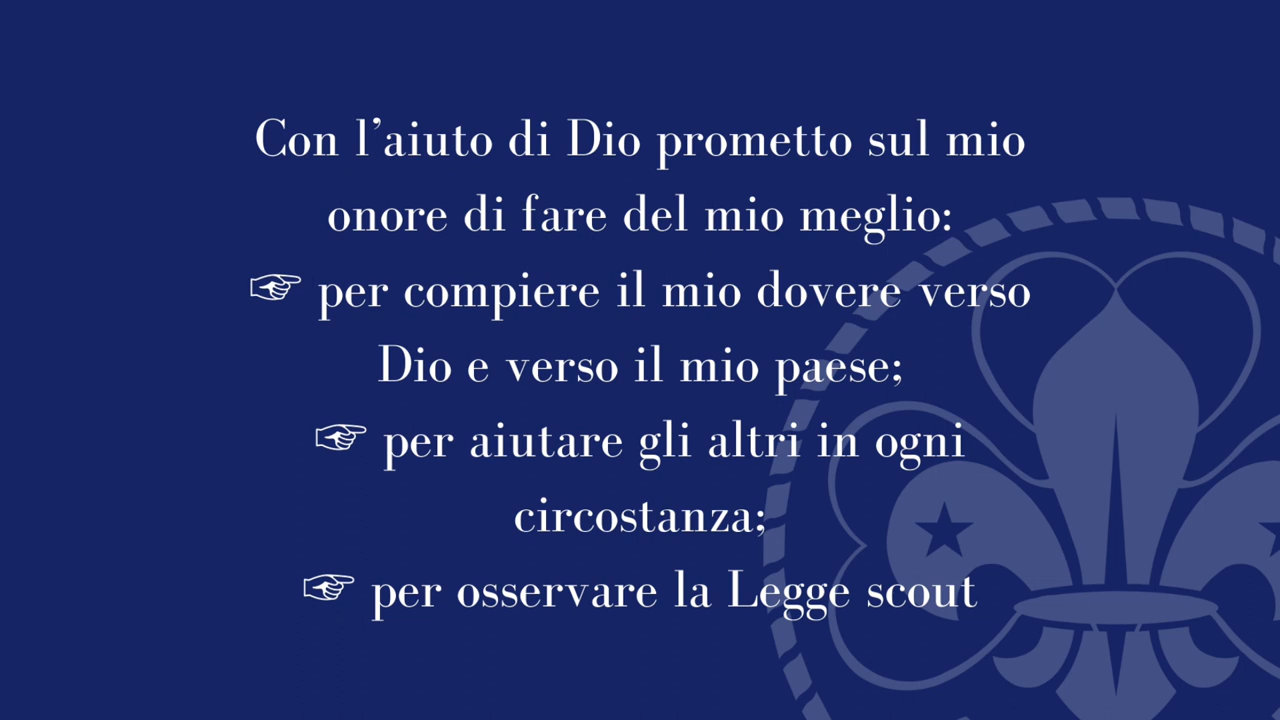 Con l’aiuto di Dio prometto sul mio
onore di fare del mio meglio:
☞ per compiere il mio dovere verso
Dio e verso il mio paese;
☞ per aiutare gli altri in ogni
circostanza;
☞ per osservare la Legge scout